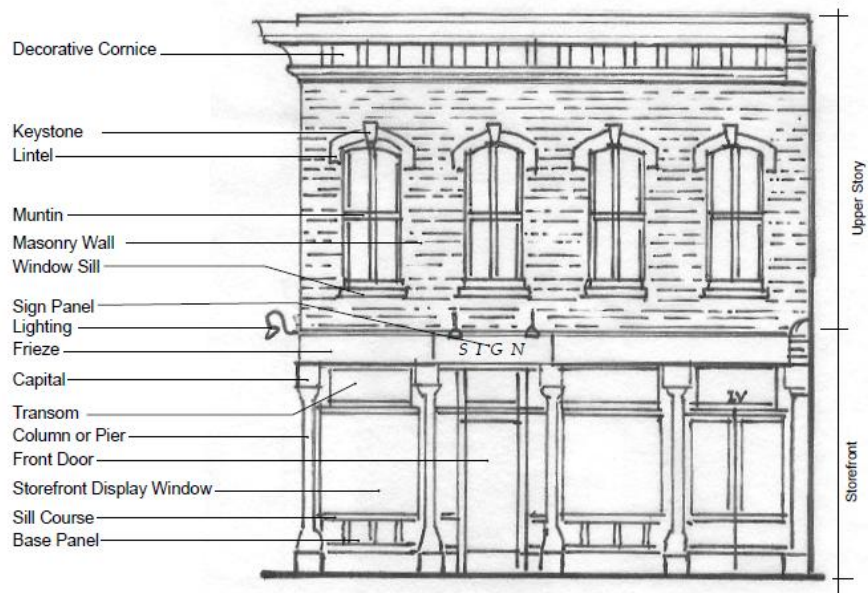 Decorative Cornice
Keystone
Lintel
Muntin
Masonry Wall
Window Sill
Sign Panel
Lighting
Frieze
Capital
Transom
Column or Pier
Front Door
Storefront Display Window
Sill Course
Base Panel
SIGN
Upper Story
Storefront